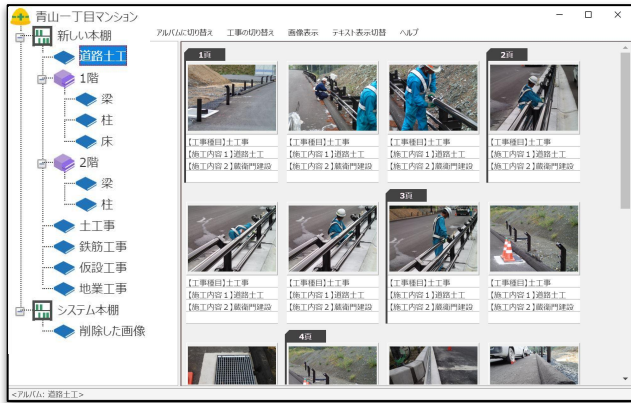 青山一丁目マンション
新しい本棚
道路土工
1階
梁
柱
床
2階
梁
柱
土工事
鉄筋工事
仮設工事
地業工事
システム本棚
削除した画像
アルバムに切り替え 工事の切り替え 画像表示 テキスト表示切替 ヘルプ
1頁
2頁
【工事種目】土工事
【施工内容1】道路土工
【施工内容2】蔵衛門建設
【工事種目】土工事
【施工内容1】道路土工
【施工内容2】蔵衛門建設
【工事種目】土工事
【施工内容1】道路土工
【施工内容2】蔵衛門建設
【工事種目】土工事
【施工内容1】道路土工
【施工内容2】蔵衛門建設
3頁
【工事種目】土工事
【施工内容1】道路土工
【施工内容2】蔵衛門建設
【工事種目】土工事
【施工内容1】道路土工
【施工内容2】蔵衛門建設
【工事種目】土工事
【施工内容1】道路土工
【施工内容2】蔵衛門建設
【工事種目】土工事
【施工内容1】道路土工
【施工内容2】蔵衛門建設
4頁
<アルバム: 道路土工>